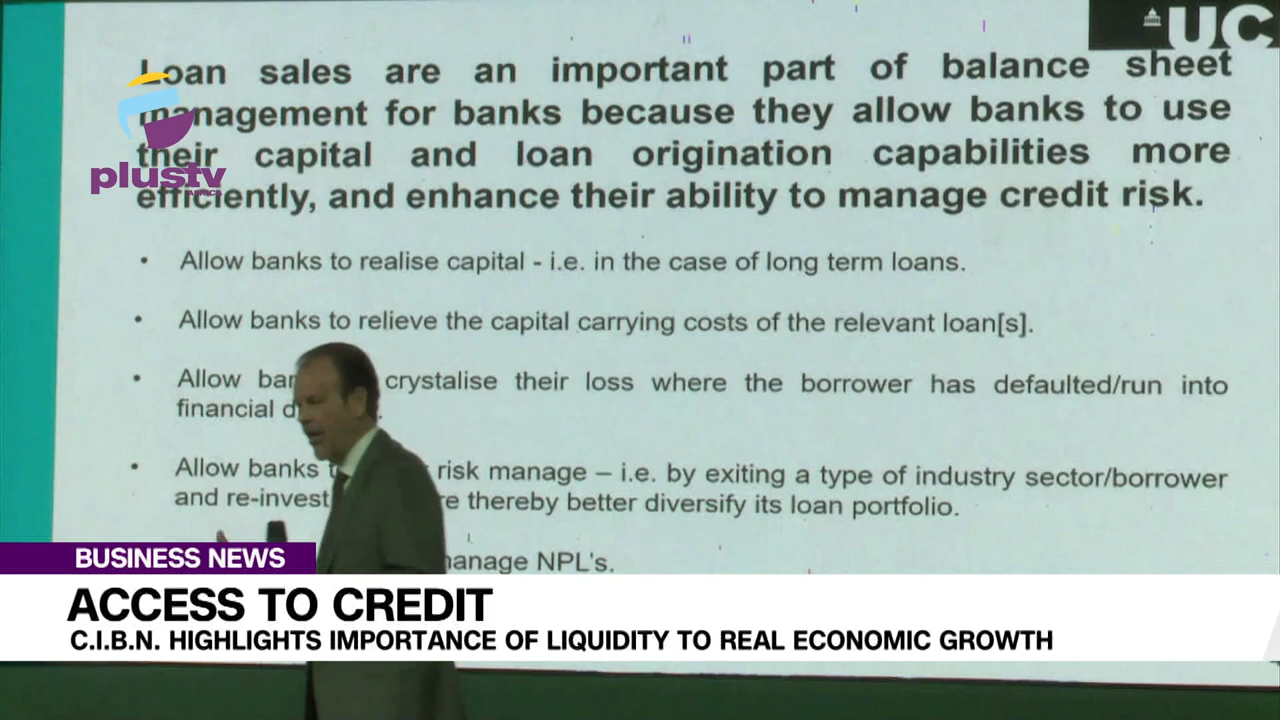 UC
Loan sales are an important part of balance sheet
management for banks because they allow banks to use
their capital and loan origination capabilities more
efficiently, and enhance their ability to manage credit risk.
plustv
AFRICA
• Allow banks to realise capital - i.e. in the case of long term loans.
• Allow banks to relieve the capital carrying costs of the relevant loan[s].
• Allow crystalise their loss where the borrower has defaulted/run into
financial
• Allow banks risk manage – i.e. by exiting a type of industry sector/borrower
and re-invest thereby better diversify its loan portfolio.
manage NPL's.
BUSINESS NEWS
ACCESS TO CREDIT
C.I.B.N. HIGHLIGHTS IMPORTANCE OF LIQUIDITY TO REAL ECONOMIC GROWTH